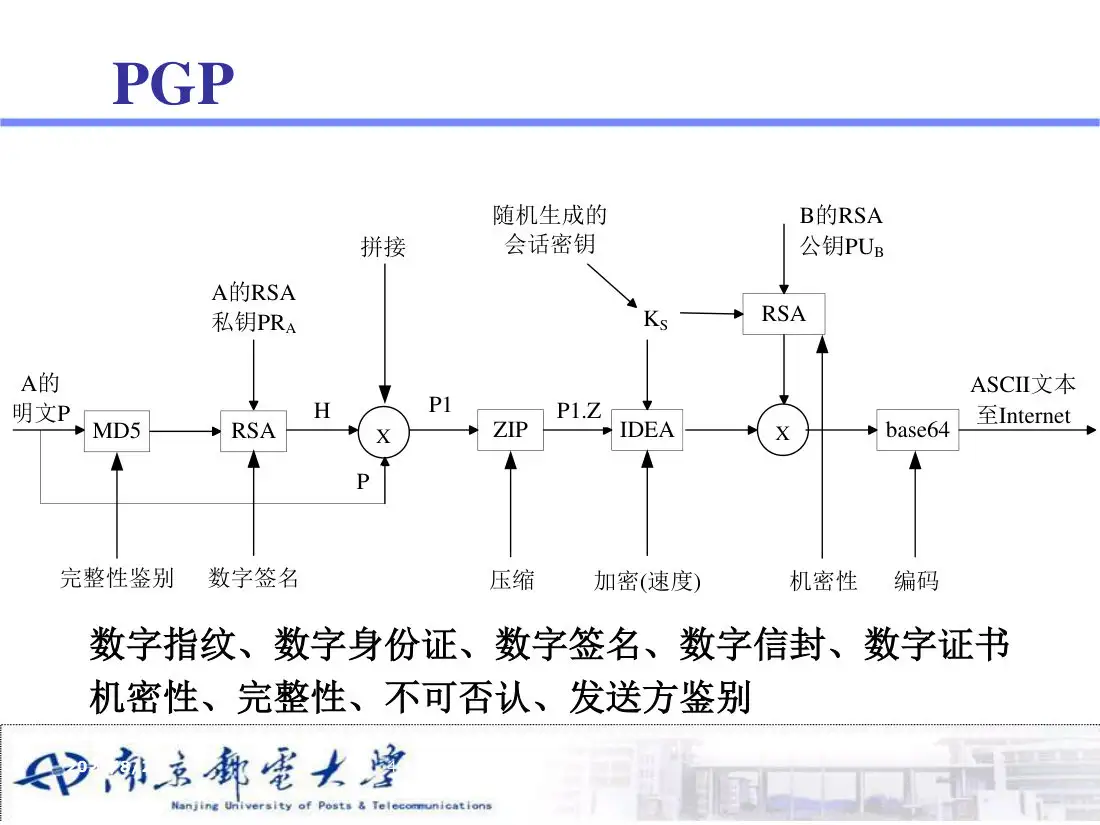 PGP
随机生成的
会话密钥
B的RSA
公钥PUB
拼接
A的RSA
私钥PRA
KS
RSA
A的
明文P
MD5
RSA
H
X
P1
ZIP
P1.Z
IDEA
X
base64
ASCII文本
至Internet
P
完整性鉴别
数字签名
压缩
加密(速度)
机密性
编码
数字指纹、数字身份证、数字签名、数字信封、数字证书
机密性、完整性、不可否认、发送方鉴别
南京邮电大学
Nanjing University of Posts & Telecommunications